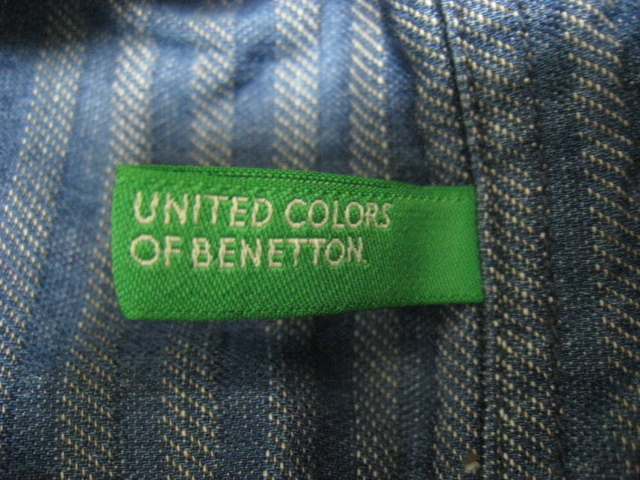 UNITED COLORS
OF BENETTON.